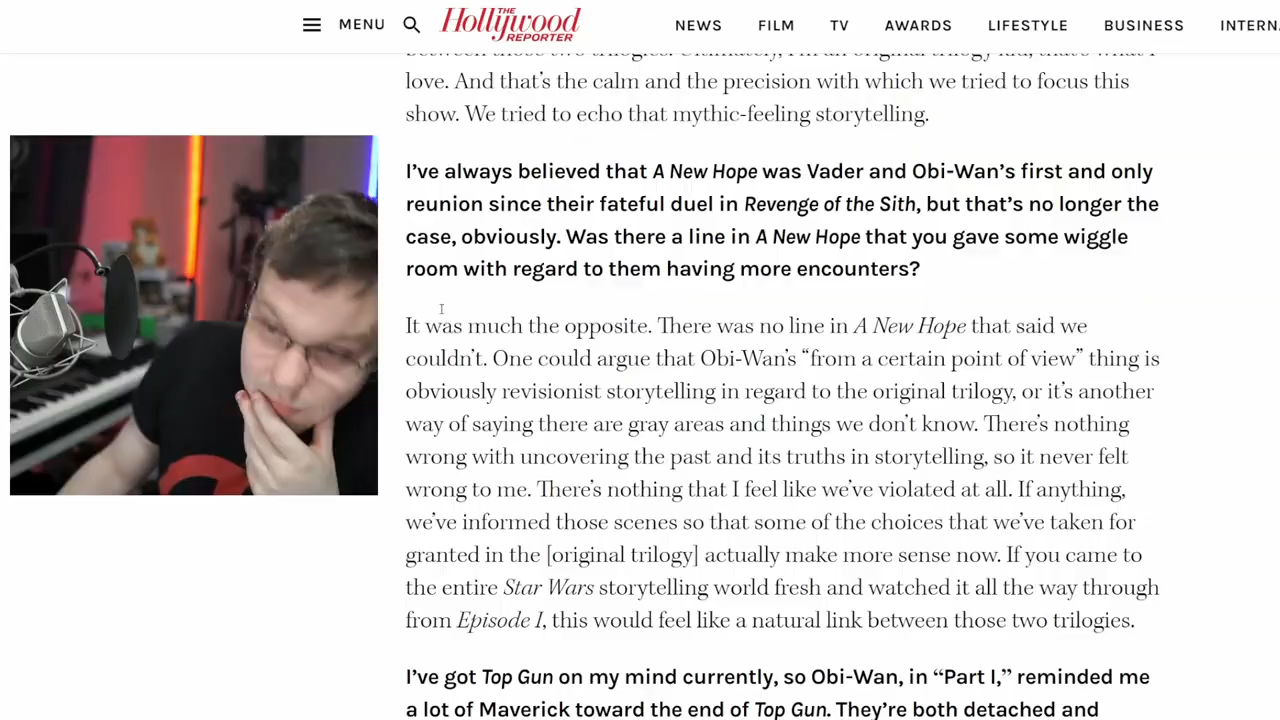 MENU
THE
Hollywood
REPORTER
NEWS FILM TV AWARDS LIFESTYLE BUSINESS INTERN
between those two trilogies. Ultimately, I'm an original trilogy kid, that's what I
love. And that's the calm and the precision with which we tried to focus this
show. We tried to echo that mythic-feeling storytelling.
I've always believed that A New Hope was Vader and Obi-Wan's first and only
reunion since their fateful duel in Revenge of the Sith, but that's no longer the
case, obviously. Was there a line in A New Hope that you gave some wiggle
room with regard to them having more encounters?
It was much the opposite. There was no line in A New Hope that said we
couldn't. One could argue that Obi-Wan's “from a certain point of view” thing is
obviously revisionist storytelling in regard to the original trilogy, or it's another
way of saying there are gray areas and things we don't know. There's nothing
wrong with uncovering the past and its truths in storytelling, so it never felt
wrong to me. There's nothing that I feel like we've violated at all. If anything,
we've informed those scenes so that some of the choices that we've taken for
granted in the [original trilogy] actually make more sense now. If you came to
the entire Star Wars storytelling world fresh and watched it all the way through
from Episode I, this would feel like a natural link between those two trilogies.
I've got Top Gun on my mind currently, so Obi-Wan, in “Part I,” reminded me
a lot of Maverick toward the end of Top Gun. They're both detached and